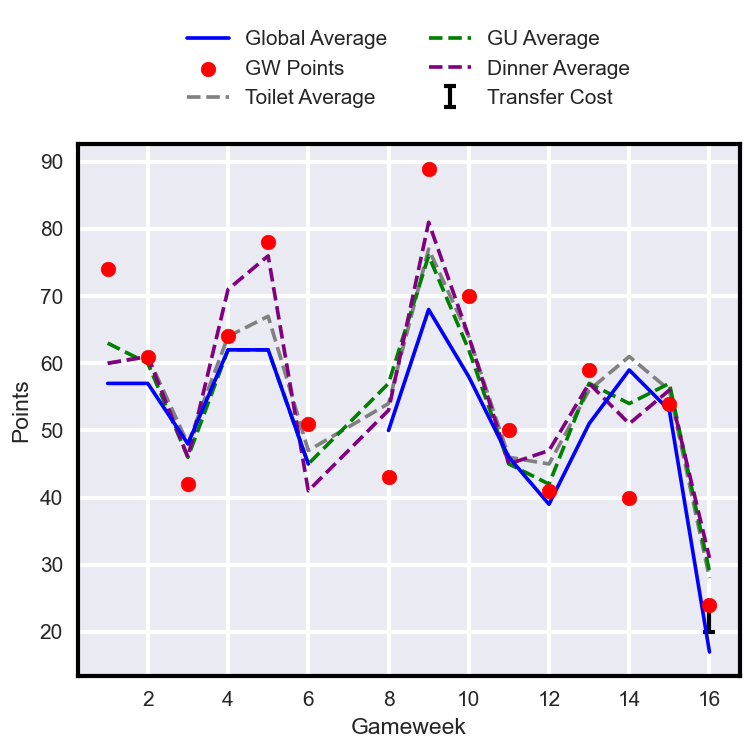 Global Average
GW Points
Toilet Average
GU Average
Dinner Average
Transfer Cost
90
80
70
60
50
40
30
20
Points
2 4 6 8 10 12 14 16
Gameweek